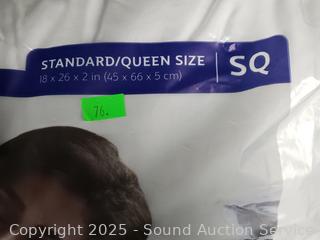 STANDARD/QUEEN SIZE
18 x 26 x 2 in (45 x 66 x 5 cm)
SQ
76.
Copyright 2025 - Sound Auction Service